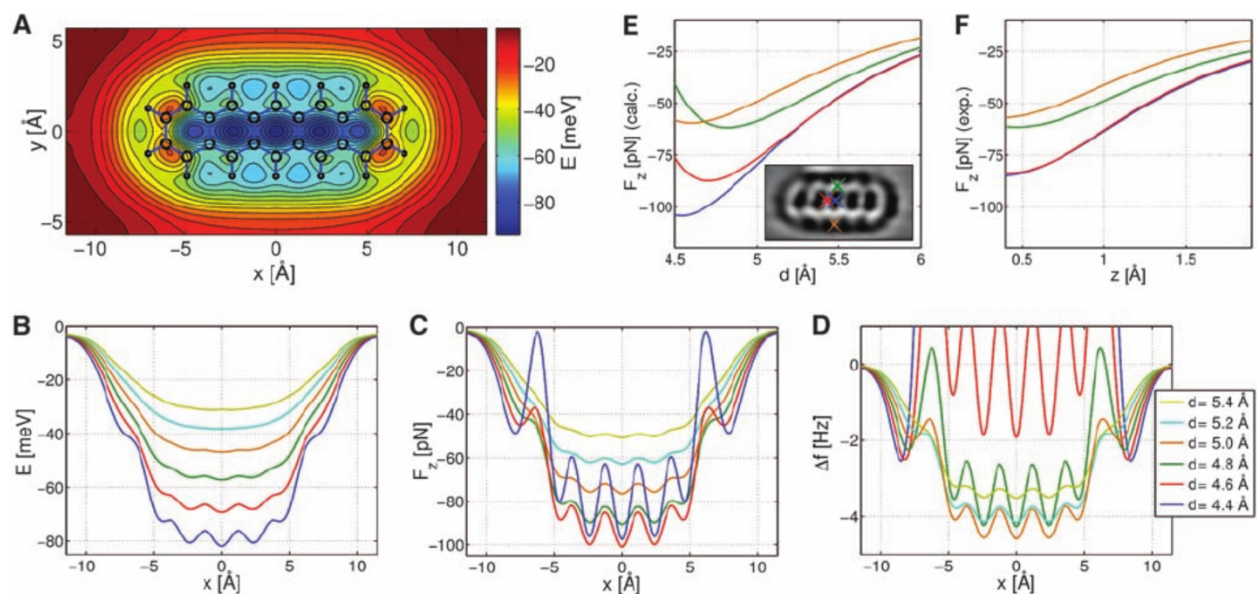 A
y [Å]
5
0
−5
−10
−5
0
5
10
x [Å]
−20
−40
−60
−80
E [meV]
E
F_z [pN] (calc.)
−25
−50
−75
−100
4.5
5
5.5
6
d [Å]
F
F_z [pN] (exp.)
−25
−50
−75
−100
0.5
1
1.5
z [Å]
B
E [meV]
0
−20
−40
−60
−80
−10
−5
0
5
10
x [Å]
C
F_z [pN]
0
−20
−40
−60
−80
−100
−10
−5
0
5
10
x [Å]
D
Δf [Hz]
0
−2
−4
−10
−5
0
5
10
x [Å]
d= 5.4 Å
d= 5.2 Å
d= 5.0 Å
d= 4.8 Å
d= 4.6 Å
d= 4.4 Å